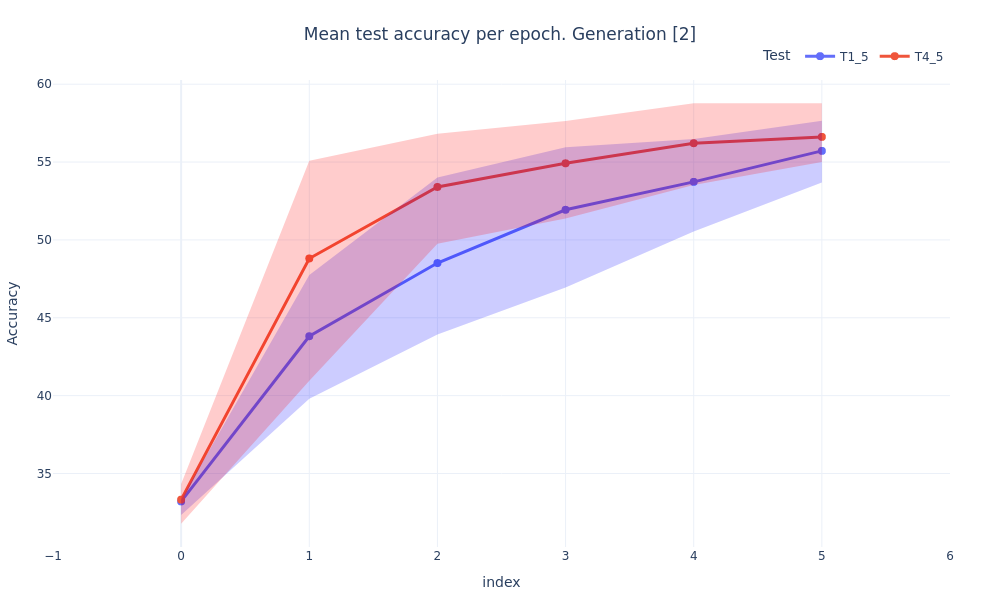 Mean test accuracy per epoch. Generation [2]
Test T1_5 T4_5
60
55
50
45
40
35
Accuracy
−1 0 1 2 3 4 5 6
index